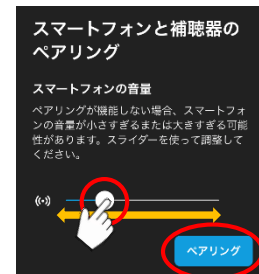 スマートフォンと補聴器の
ペアリング
スマートフォンの音量
ペアリングが機能しない場合、スマートフォ
ンの音量が小さすぎるまたは大きすぎる可能
性があります。スライダーを使って調整して
ください。
ペアリング